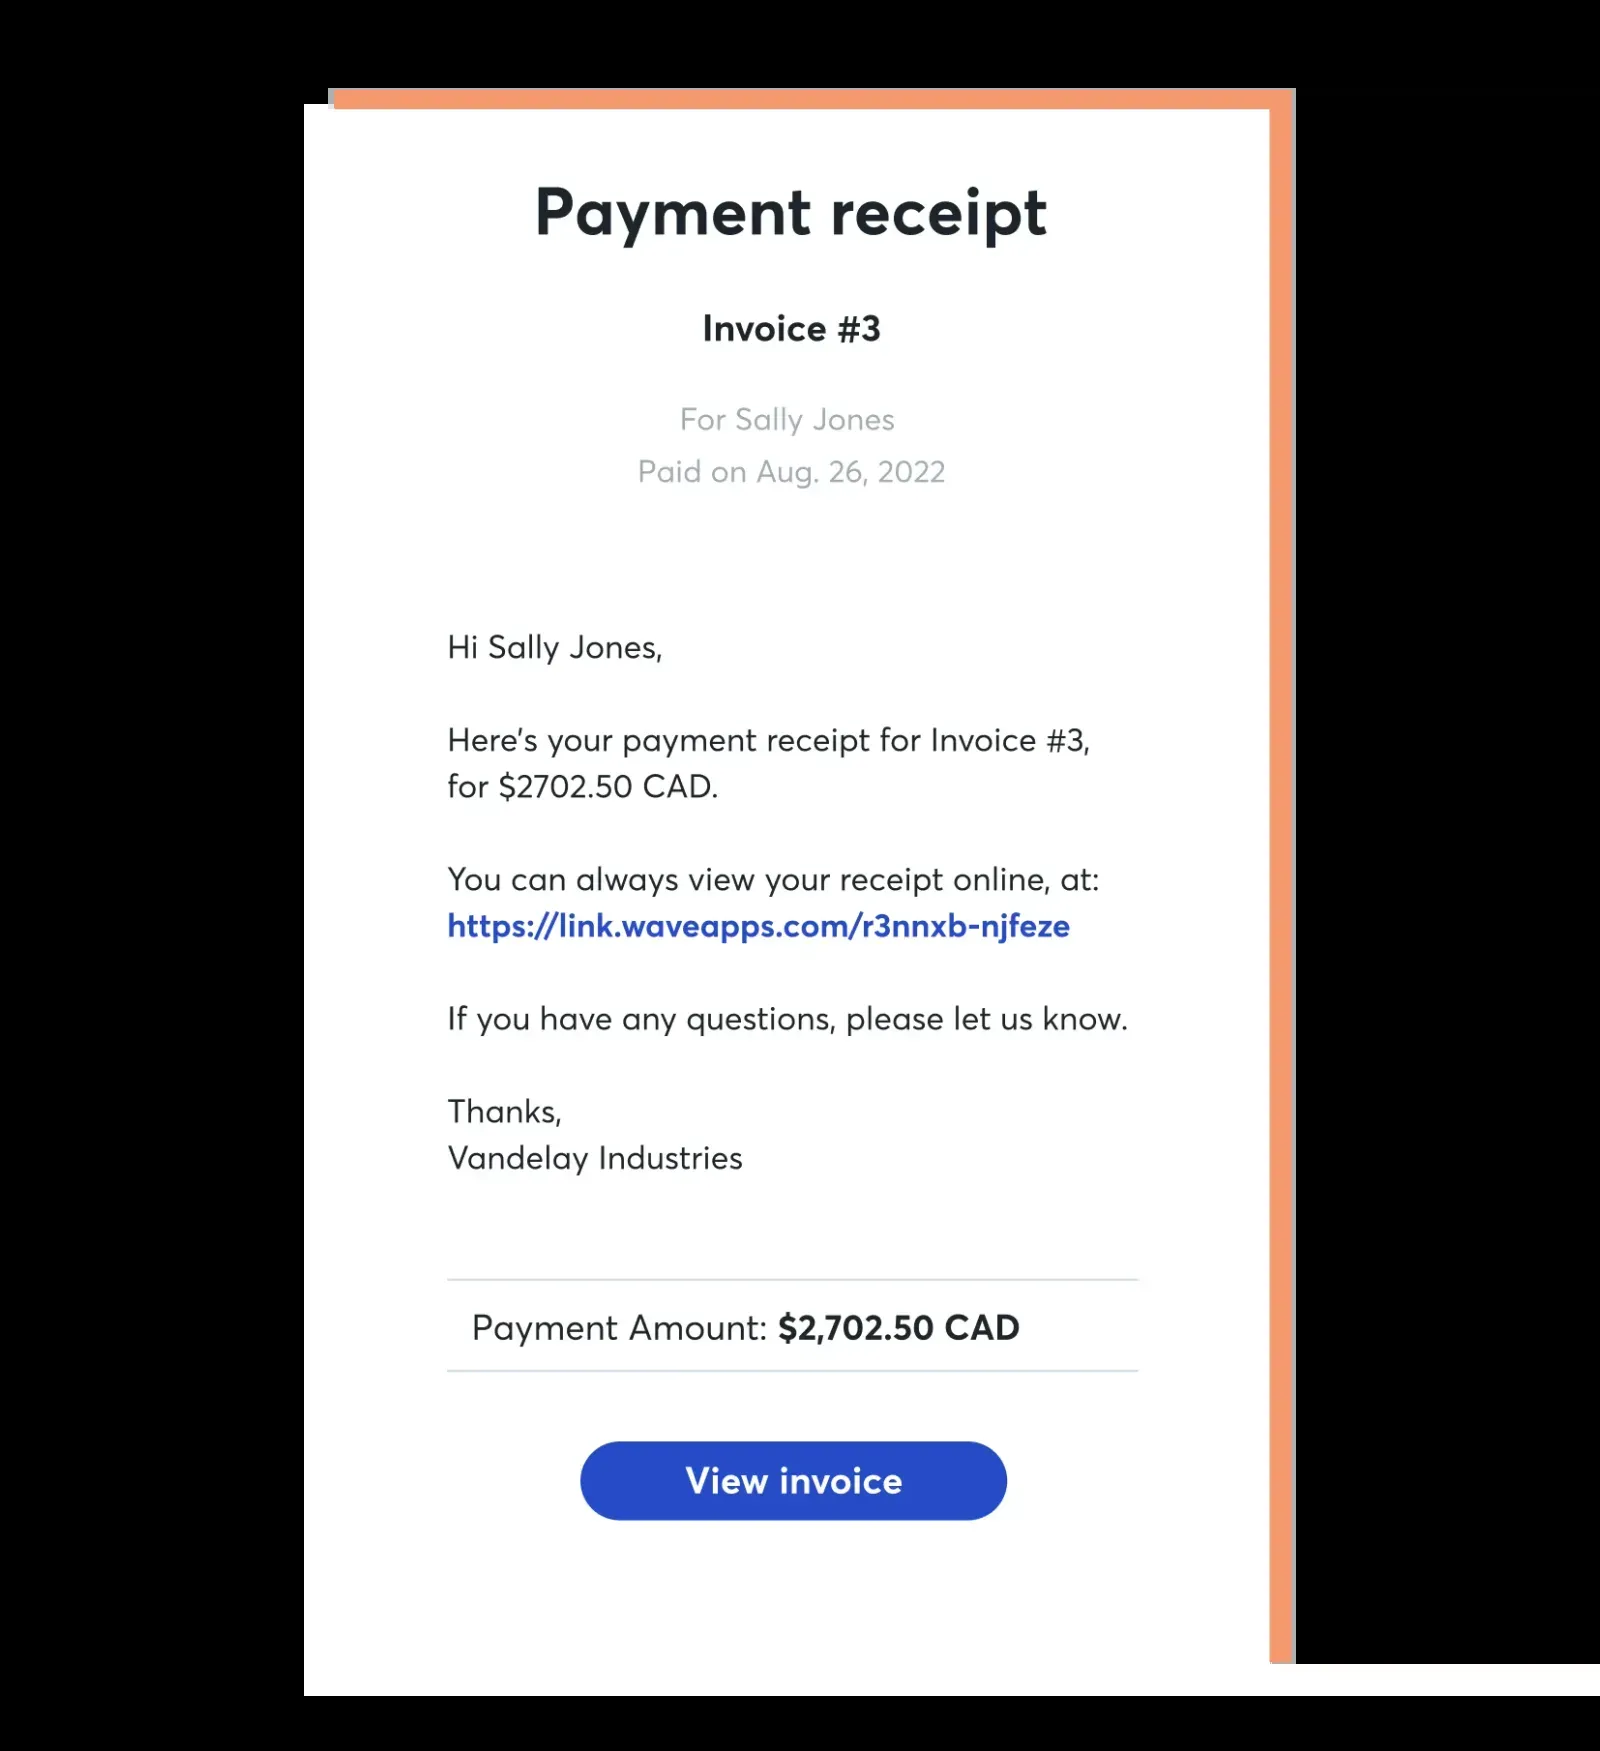 Payment receipt
Invoice #3
For Sally Jones
Paid on Aug. 26, 2022
Hi Sally Jones,
Here's your payment receipt for Invoice #3,
for $2702.50 CAD.
You can always view your receipt online, at:
https://link.waveapps.com/r3nnxb-njfeze
If you have any questions, please let us know.
Thanks,
Vandelay Industries
Payment Amount: $2,702.50 CAD
View invoice